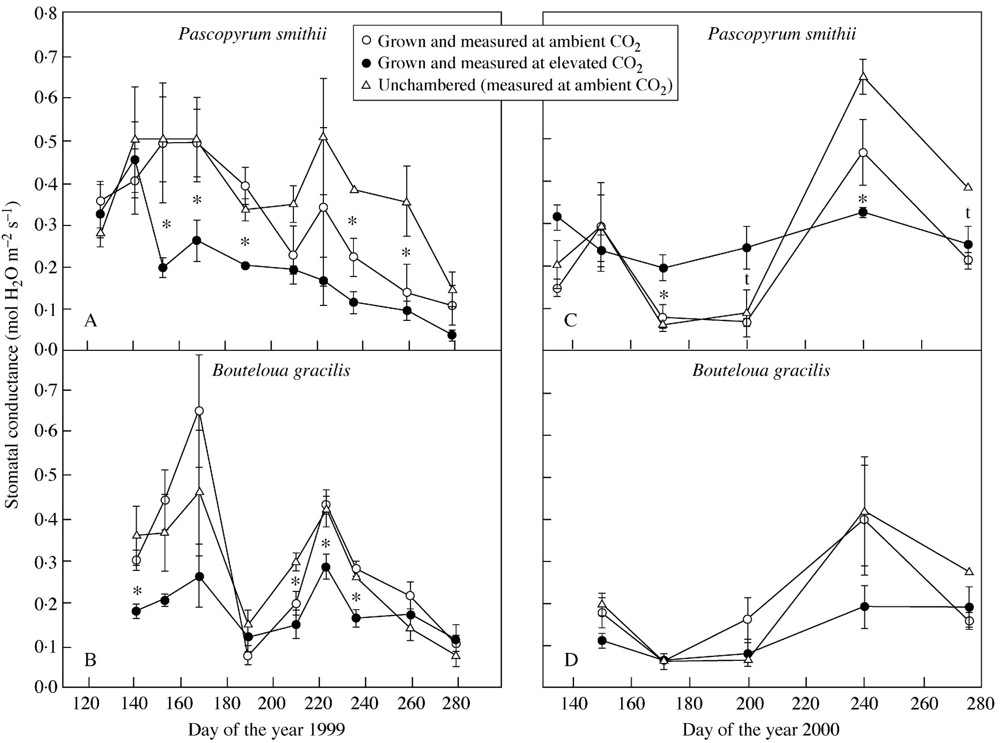 Pascopyrum smithii
Grown and measured at ambient CO₂
Grown and measured at elevated CO₂
Unchambered (measured at ambient CO₂)
Pascopyrum smithii
Stomatal conductance (mol H₂O m⁻² s⁻¹)
0·8
0·7
0·6
0·5
0·4
0·3
0·2
0·1
0·0
* * * * *
A
* t * t
C
Bouteloua gracilis
Bouteloua gracilis
0·7
0·6
0·5
0·4
0·3
0·2
0·1
0·0
* * * *
B
D
120 140 160 180 200 220 240 260 280
140 160 180 200 220 240 260 280
Day of the year 1999
Day of the year 2000